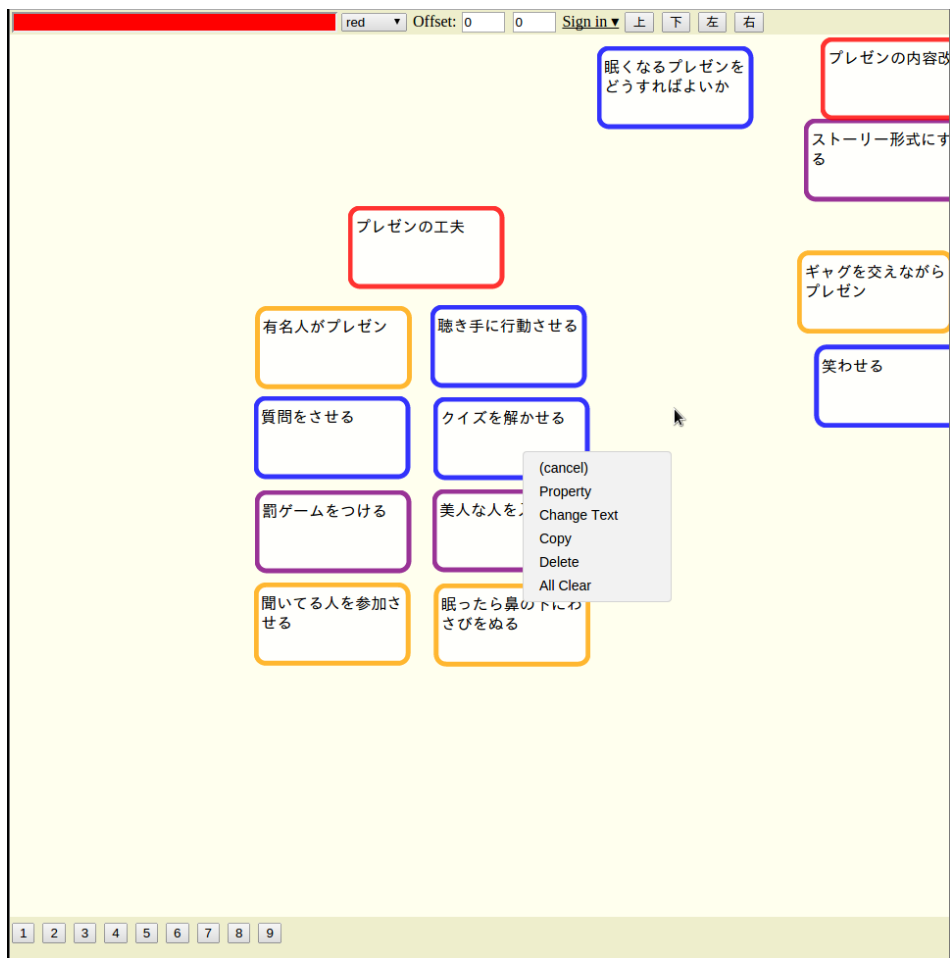 red
Offset:
0
0
Sign in ▾
上
下
左
右
眠くなるプレゼンを
どうすればよいか
プレゼンの内容改
ストーリー形式にす
る
プレゼンの工夫
ギャグを交えながら
プレゼン
有名人がプレゼン
聴き手に行動させる
笑わせる
質問をさせる
クイズを解かせる
(cancel)
Property
Change Text
Copy
Delete
All Clear
罰ゲームをつける
美人な人を
聞いてる人を参加さ
せる
眠ったら鼻の下にわ
さびをぬる
1 2 3 4 5 6 7 8 9